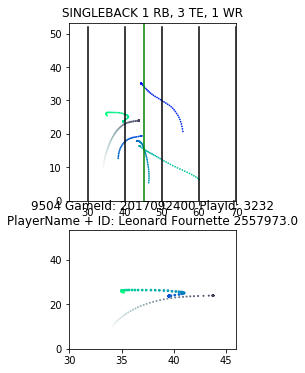 SINGLEBACK 1 RB, 3 TE, 1 WR
50
40
30
20
10
0
30 40 50 60 70
9504 GameId: 2017092400 PlayId: 3232
PlayerName + ID: Leonard Fournette 2557973.0
40
20
0
30 35 40 45